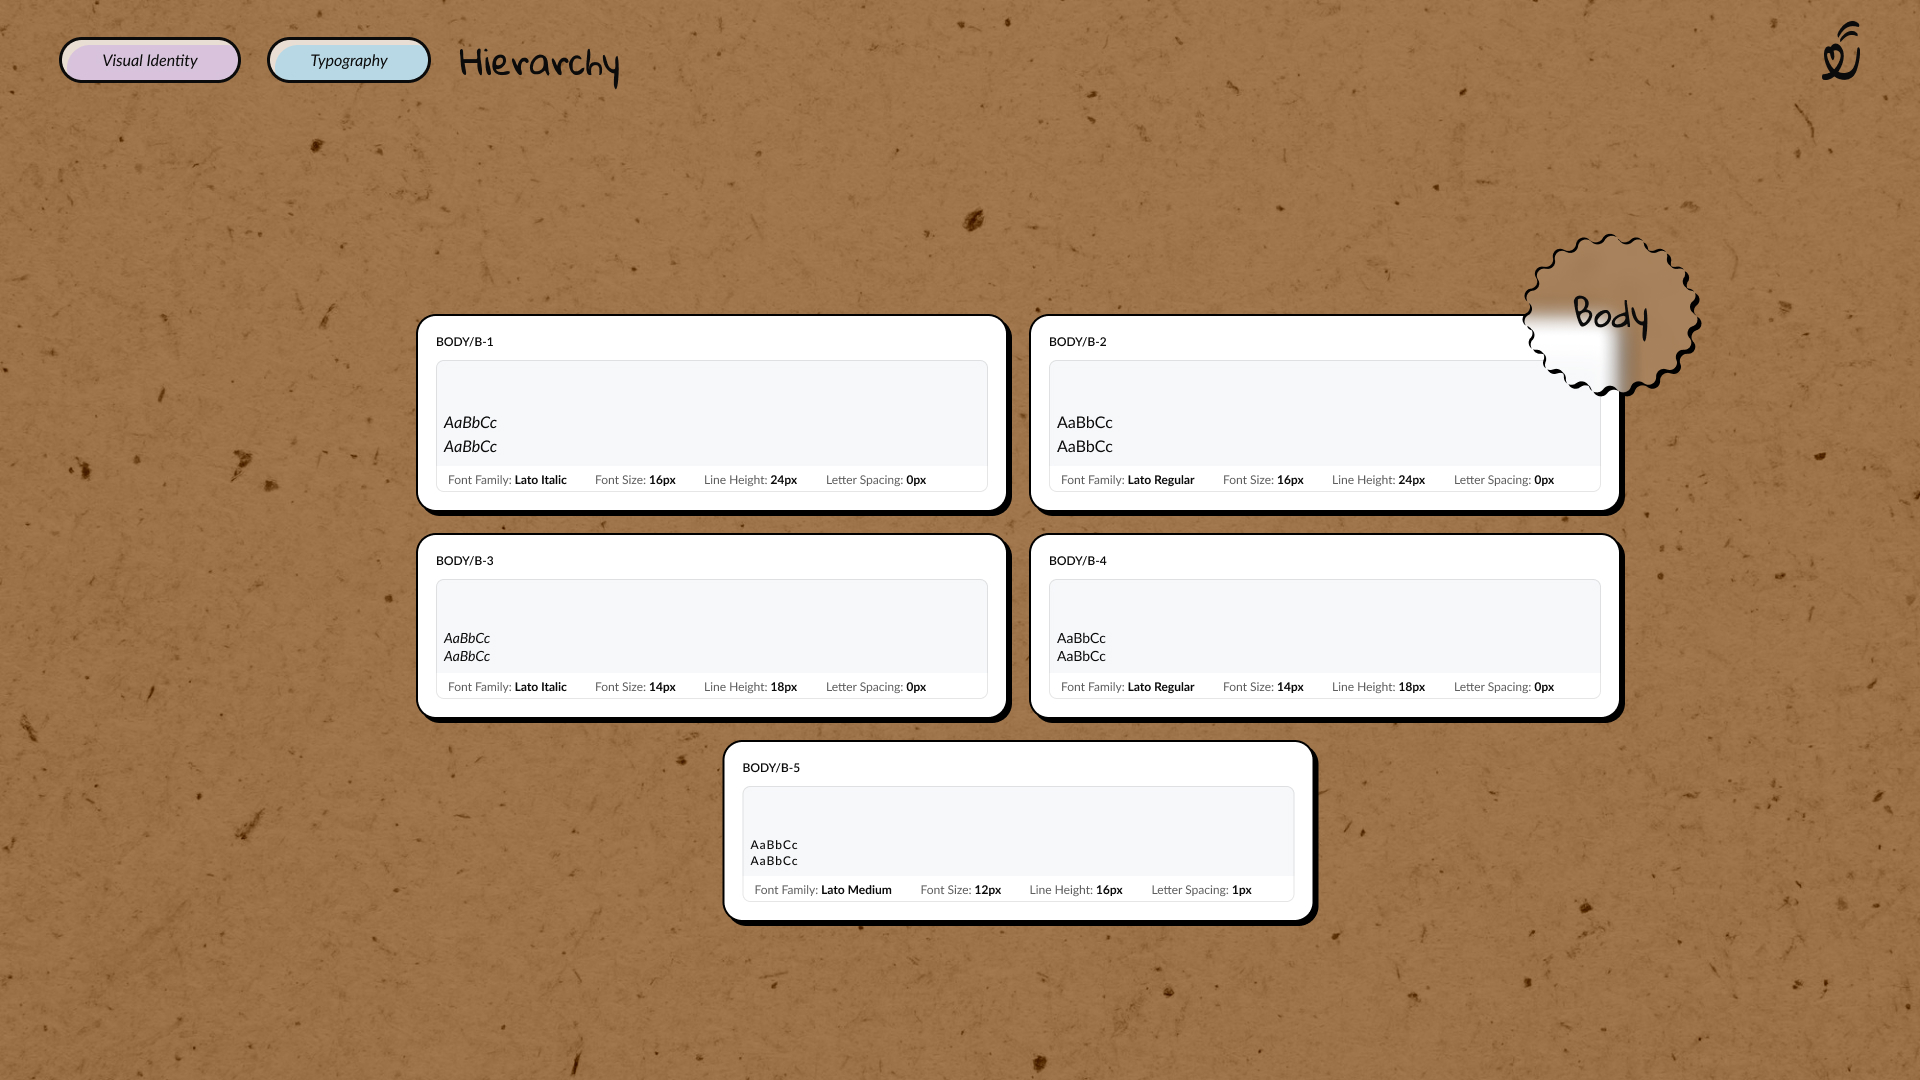 Visual Identity
Typography
Hierarchy
Body
BODY/B-1
AaBbCc
AaBbCc
Font Family: Lato Italic Font Size: 16px Line Height: 24px Letter Spacing: 0px
BODY/B-2
AaBbCc
AaBbCc
Font Family: Lato Regular Font Size: 16px Line Height: 24px Letter Spacing: 0px
BODY/B-3
AaBbCc
AaBbCc
Font Family: Lato Italic Font Size: 14px Line Height: 18px Letter Spacing: 0px
BODY/B-4
AaBbCc
AaBbCc
Font Family: Lato Regular Font Size: 14px Line Height: 18px Letter Spacing: 0px
BODY/B-5
AaBbCc
AaBbCc
Font Family: Lato Medium Font Size: 12px Line Height: 16px Letter Spacing: 1px